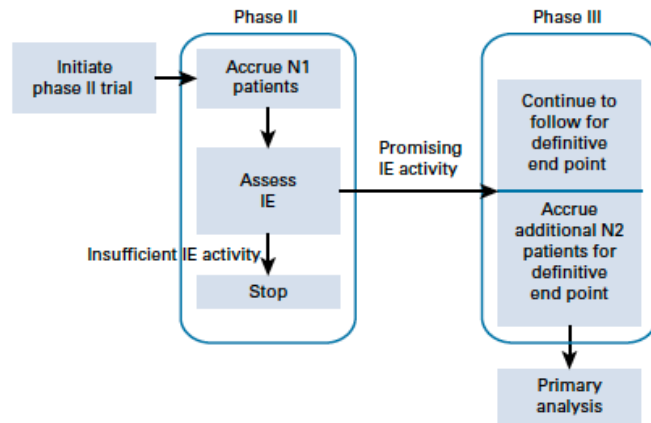 Phase II
Phase III
Initiate
phase II trial
Accrue N1
patients
Assess
IE
Insufficient IE activity
Stop
Promising
IE activity
Continue to
follow for
definitive
end point
Accrue
additional N2
patients for
definitive
end point
Primary
analysis